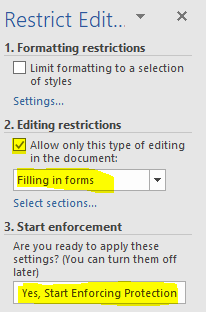 Restrict Edit...
1. Formatting restrictions
Limit formatting to a selection
of styles
Settings...
2. Editing restrictions
Allow only this type of editing
in the document:
Filling in forms
Select sections...
3. Start enforcement
Are you ready to apply these
settings? (You can turn them off
later)
Yes, Start Enforcing Protection